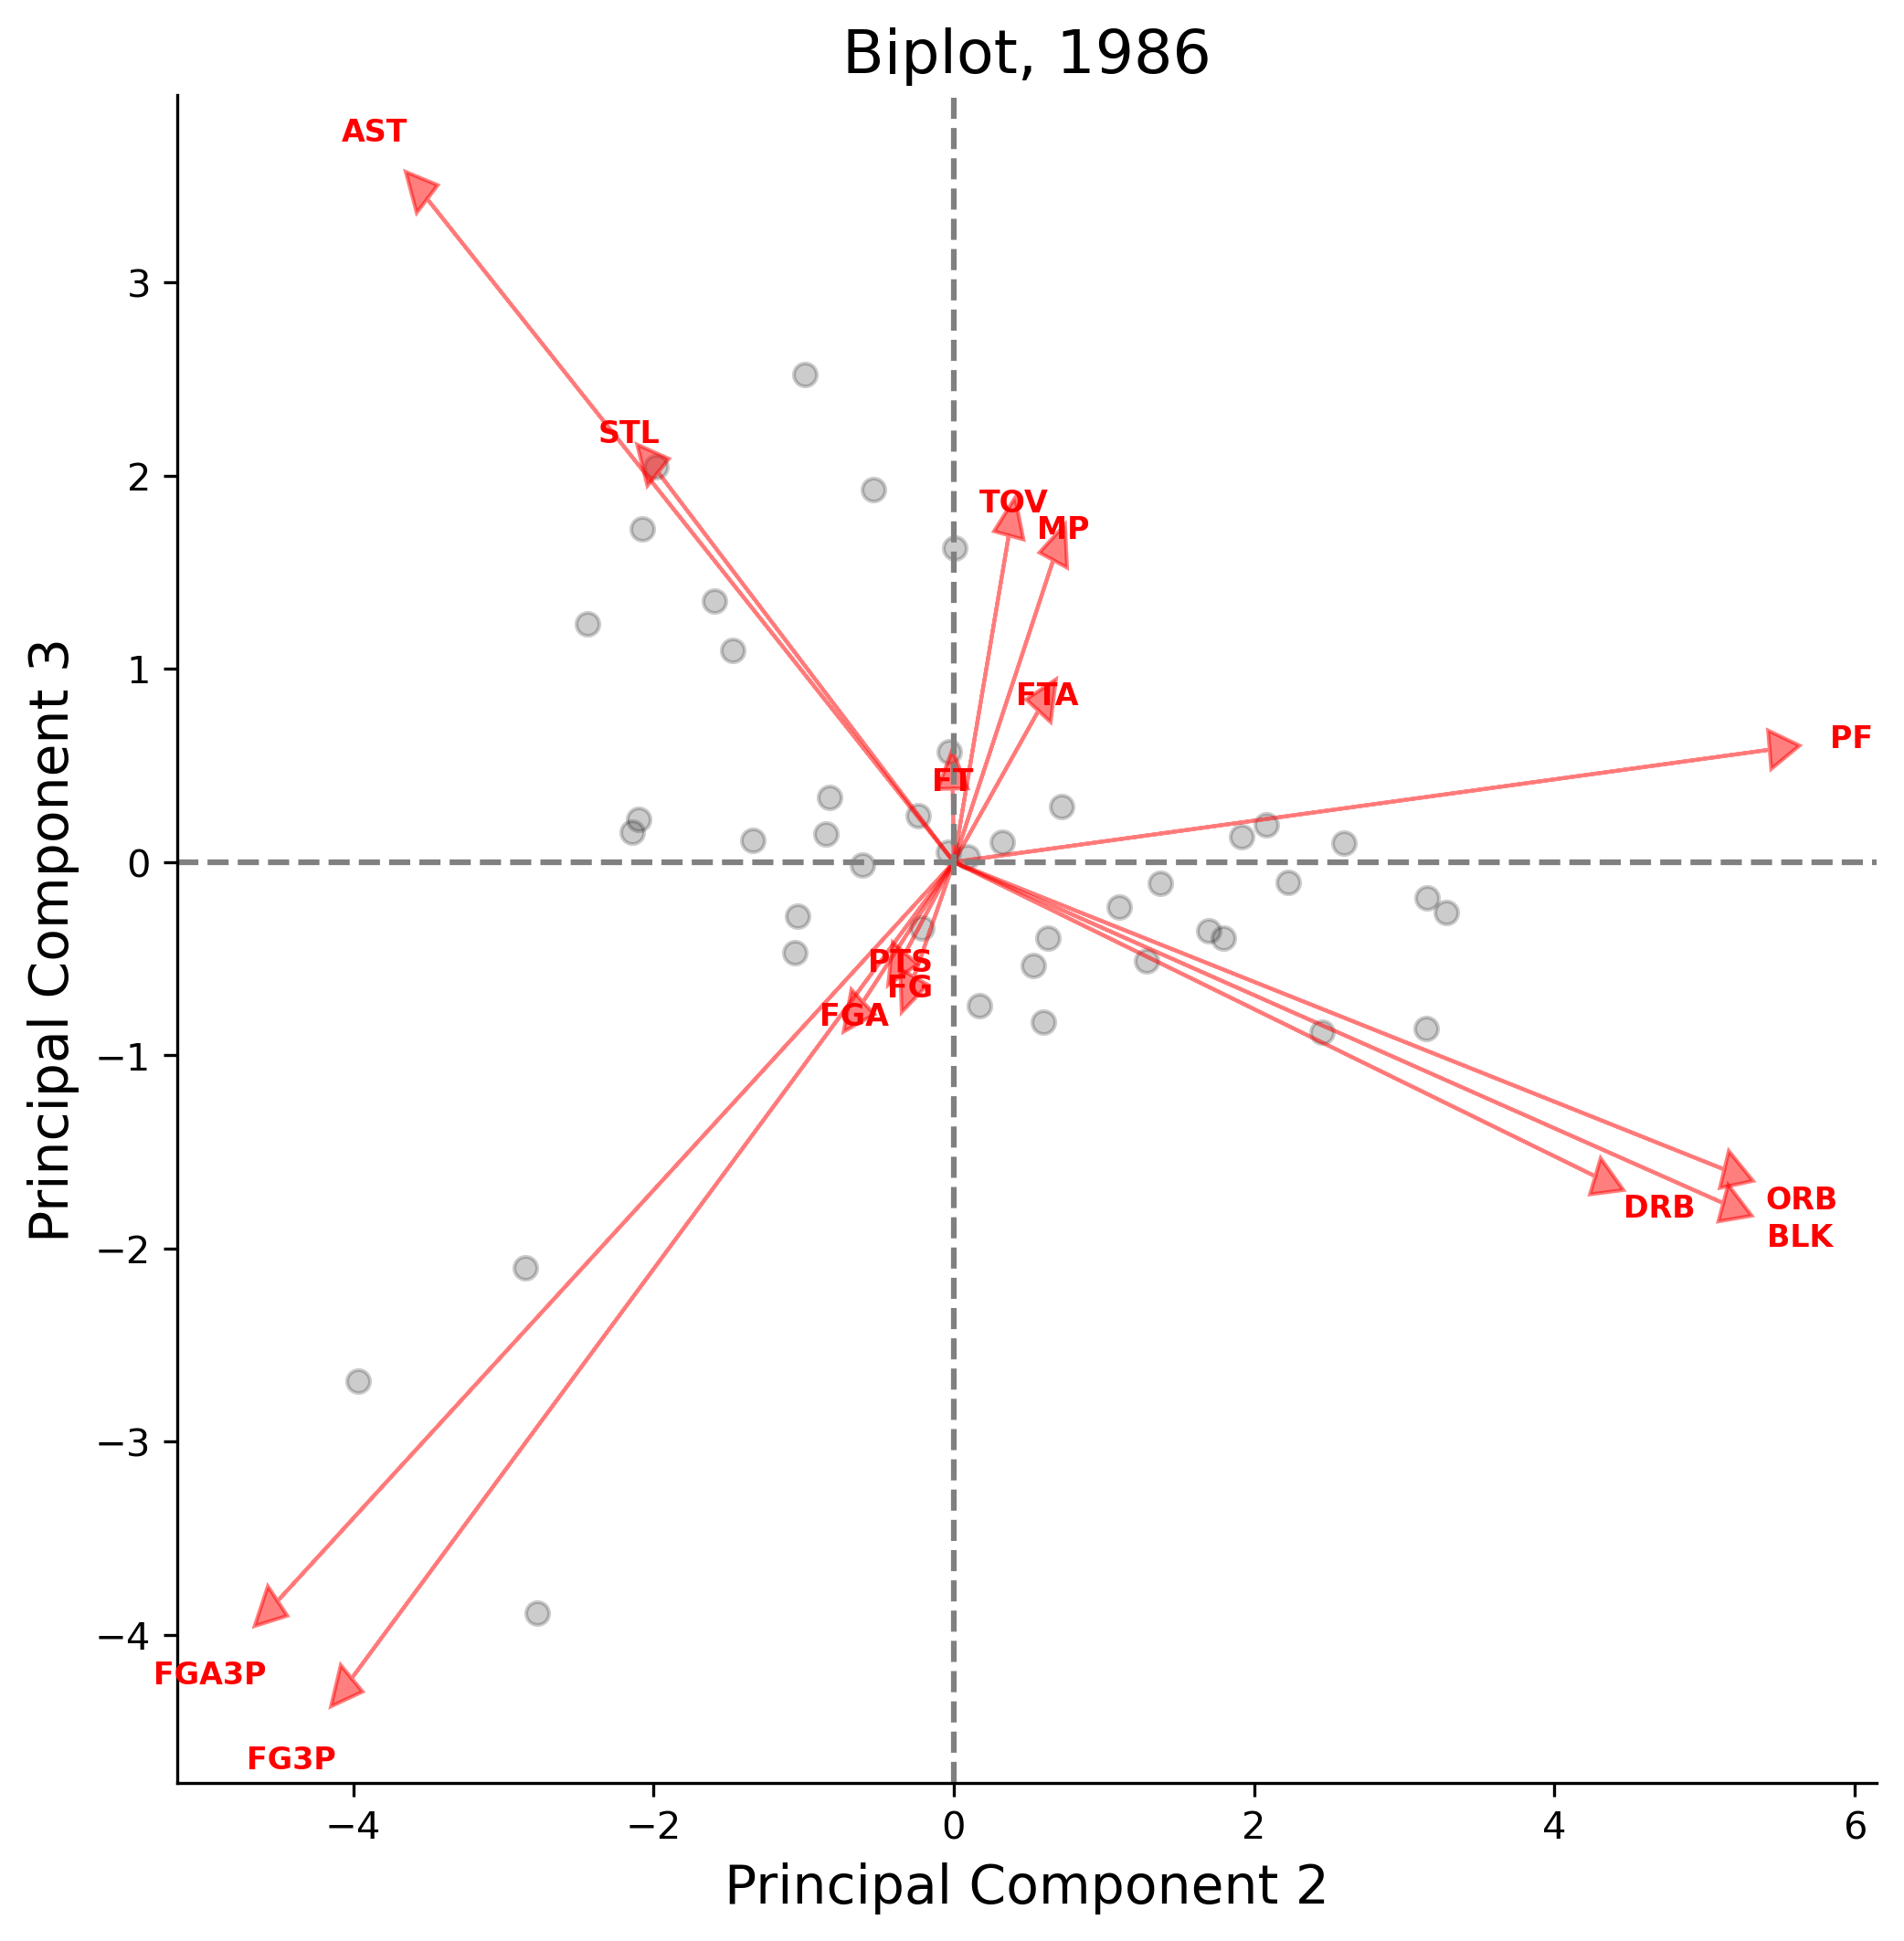 Biplot, 1986
AST
3
STL
2
TOV
MP
1
FTA
PF
FT
0
PTS
FG
FGA
−1
ORB
DRB
BLK
−2
−3
−4
FGA3P
FG3P
−4
−2
0
2
4
6
Principal Component 3
Principal Component 2